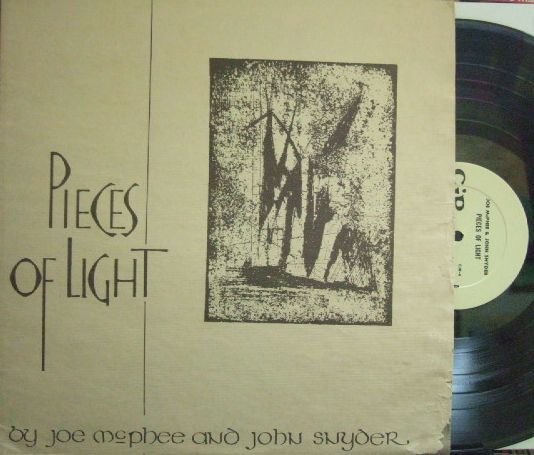 PIECES
OF LIGHT
by Joe McPhee and John Snyder.
CjR
JOE McPHEE & JOHN SNYDER
PIECES OF LIGHT